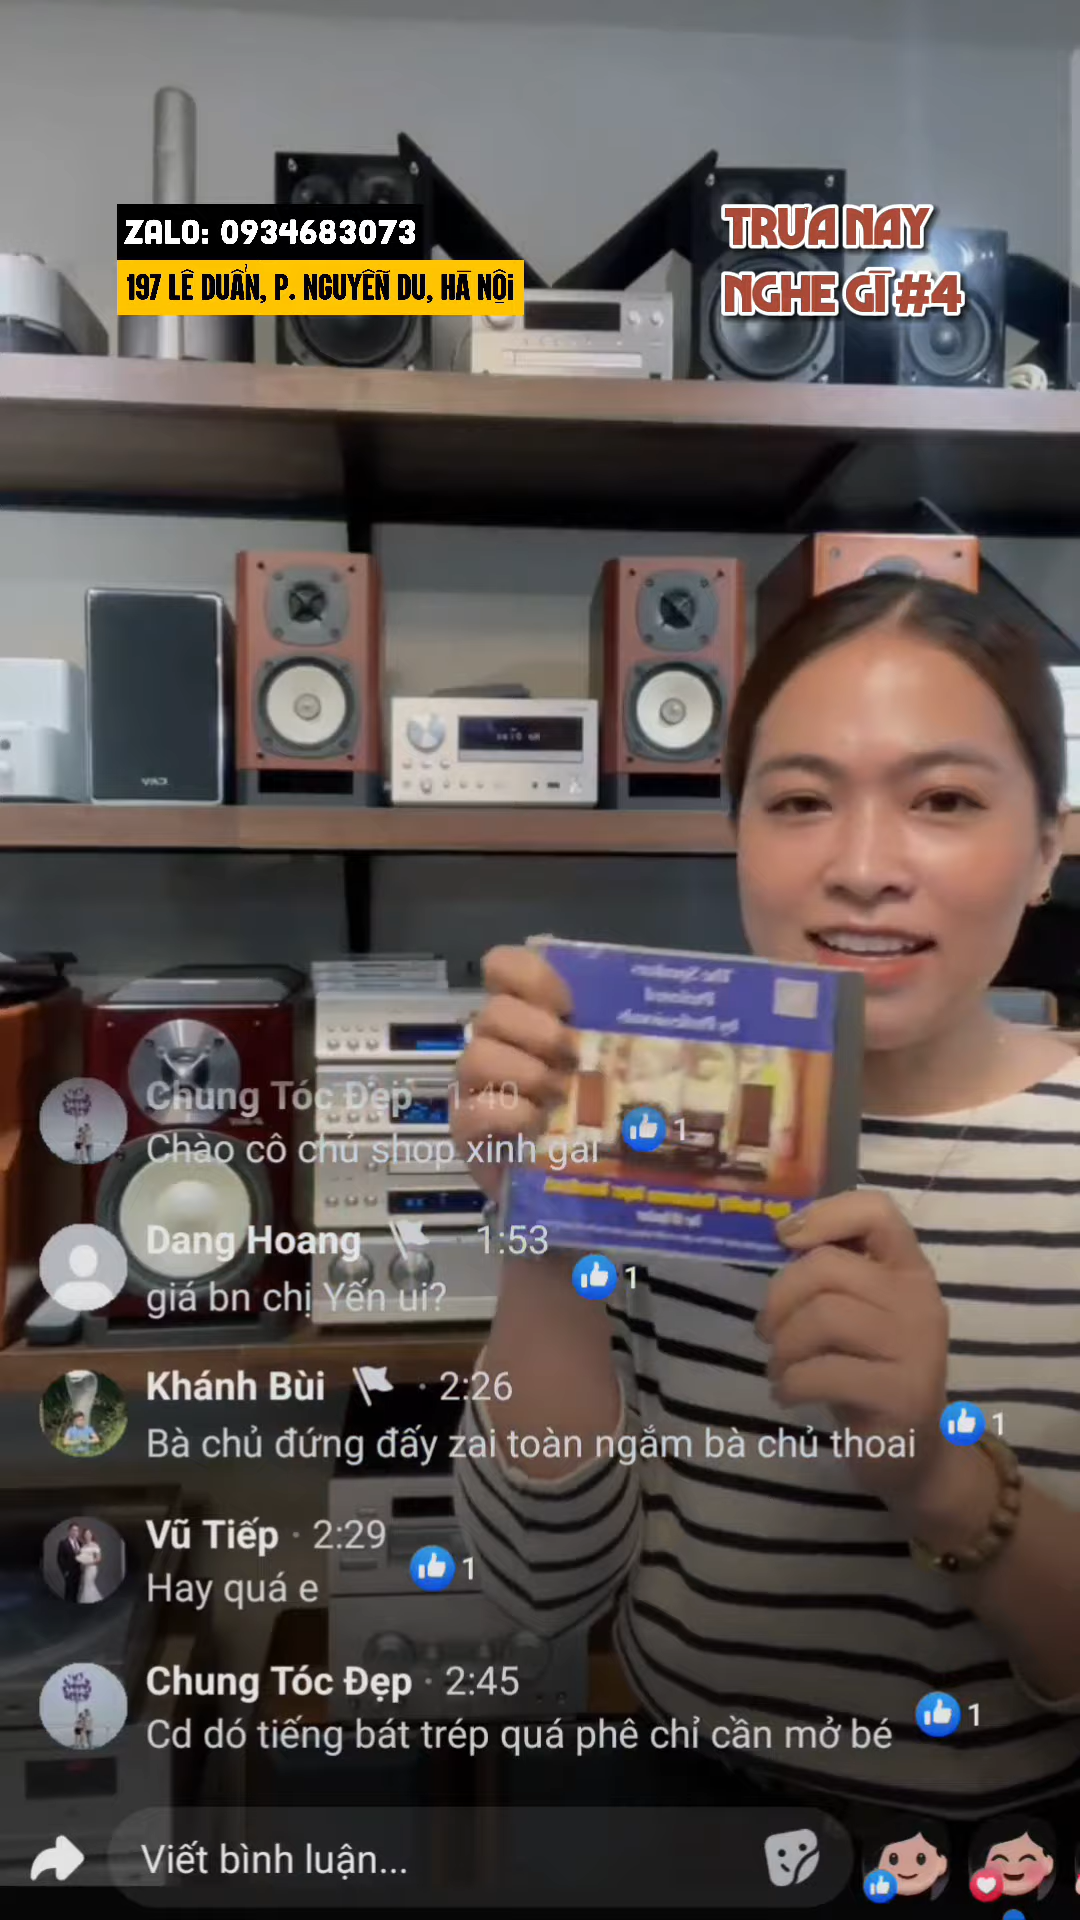 ZALO: 0934683073
197 LÊ DUẨN, P. NGUYỄN DU, HÀ NỘI
TRƯA NAY
NGHE GÌ #4
The Speakers
by Professionals
Chung Tóc Đẹp · 1:40
Chào cô chủ shop xinh gái
1
Dang Hoang · 1:53
giá bn chị Yến ui?
1
Khánh Bùi · 2:26
Bà chủ đứng đấy zai toàn ngắm bà chủ thoai
1
Vũ Tiếp · 2:29
Hay quá e
1
Chung Tóc Đẹp · 2:45
Cd dó tiếng bát trép quá phê chỉ cần mở bé
1
Viết bình luận...